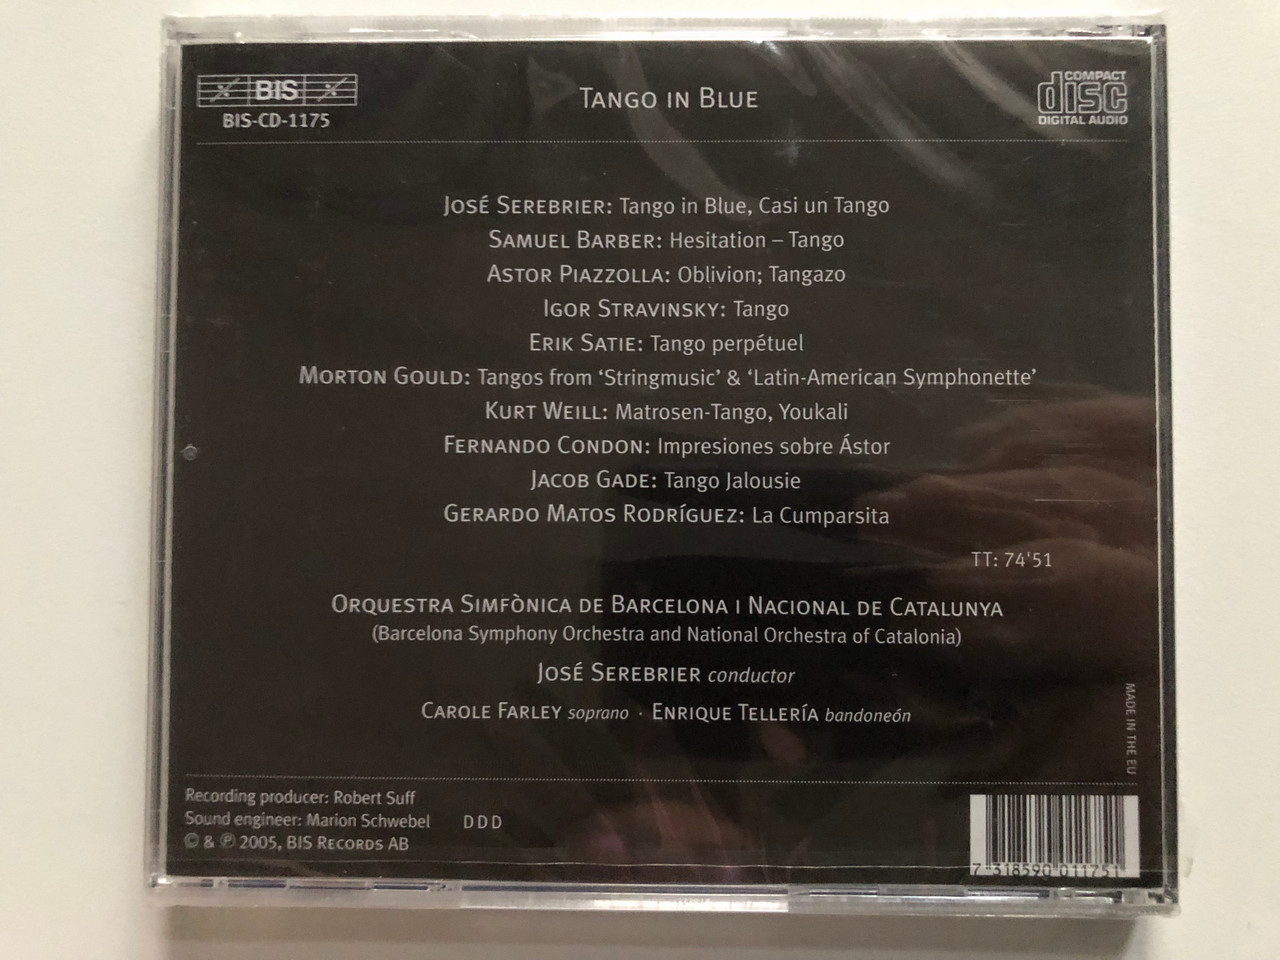 BIS
BIS-CD-1175
TANGO IN BLUE
COMPACT
disc
DIGITAL AUDIO
JOSÉ SEREBRIER: Tango in Blue, Casi un Tango
SAMUEL BARBER: Hesitation – Tango
ASTOR PIAZZOLLA: Oblivion; Tangazo
IGOR STRAVINSKY: Tango
ERIK SATIE: Tango perpétuel
MORTON GOULD: Tangos from ‘Stringmusic’ & ‘Latin-American Symphonette’
KURT WEILL: Matrosen-Tango, Youkali
FERNANDO CONDON: Impresiones sobre Ástor
JACOB GADE: Tango Jalousie
GERARDO MATOS RODRÍGUEZ: La Cumparsita
TT: 74'51
ORQUESTRA SIMFÒNICA DE BARCELONA I NACIONAL DE CATALUNYA
(Barcelona Symphony Orchestra and National Orchestra of Catalonia)
JOSÉ SEREBRIER conductor
CAROLE FARLEY soprano · ENRIQUE TELLERÍA bandoneón
MADE IN THE EU
Recording producer: Robert Suff
Sound engineer: Marion Schwebel DDD
© & ℗ 2005, BIS RECORDS AB
7 318590 011751